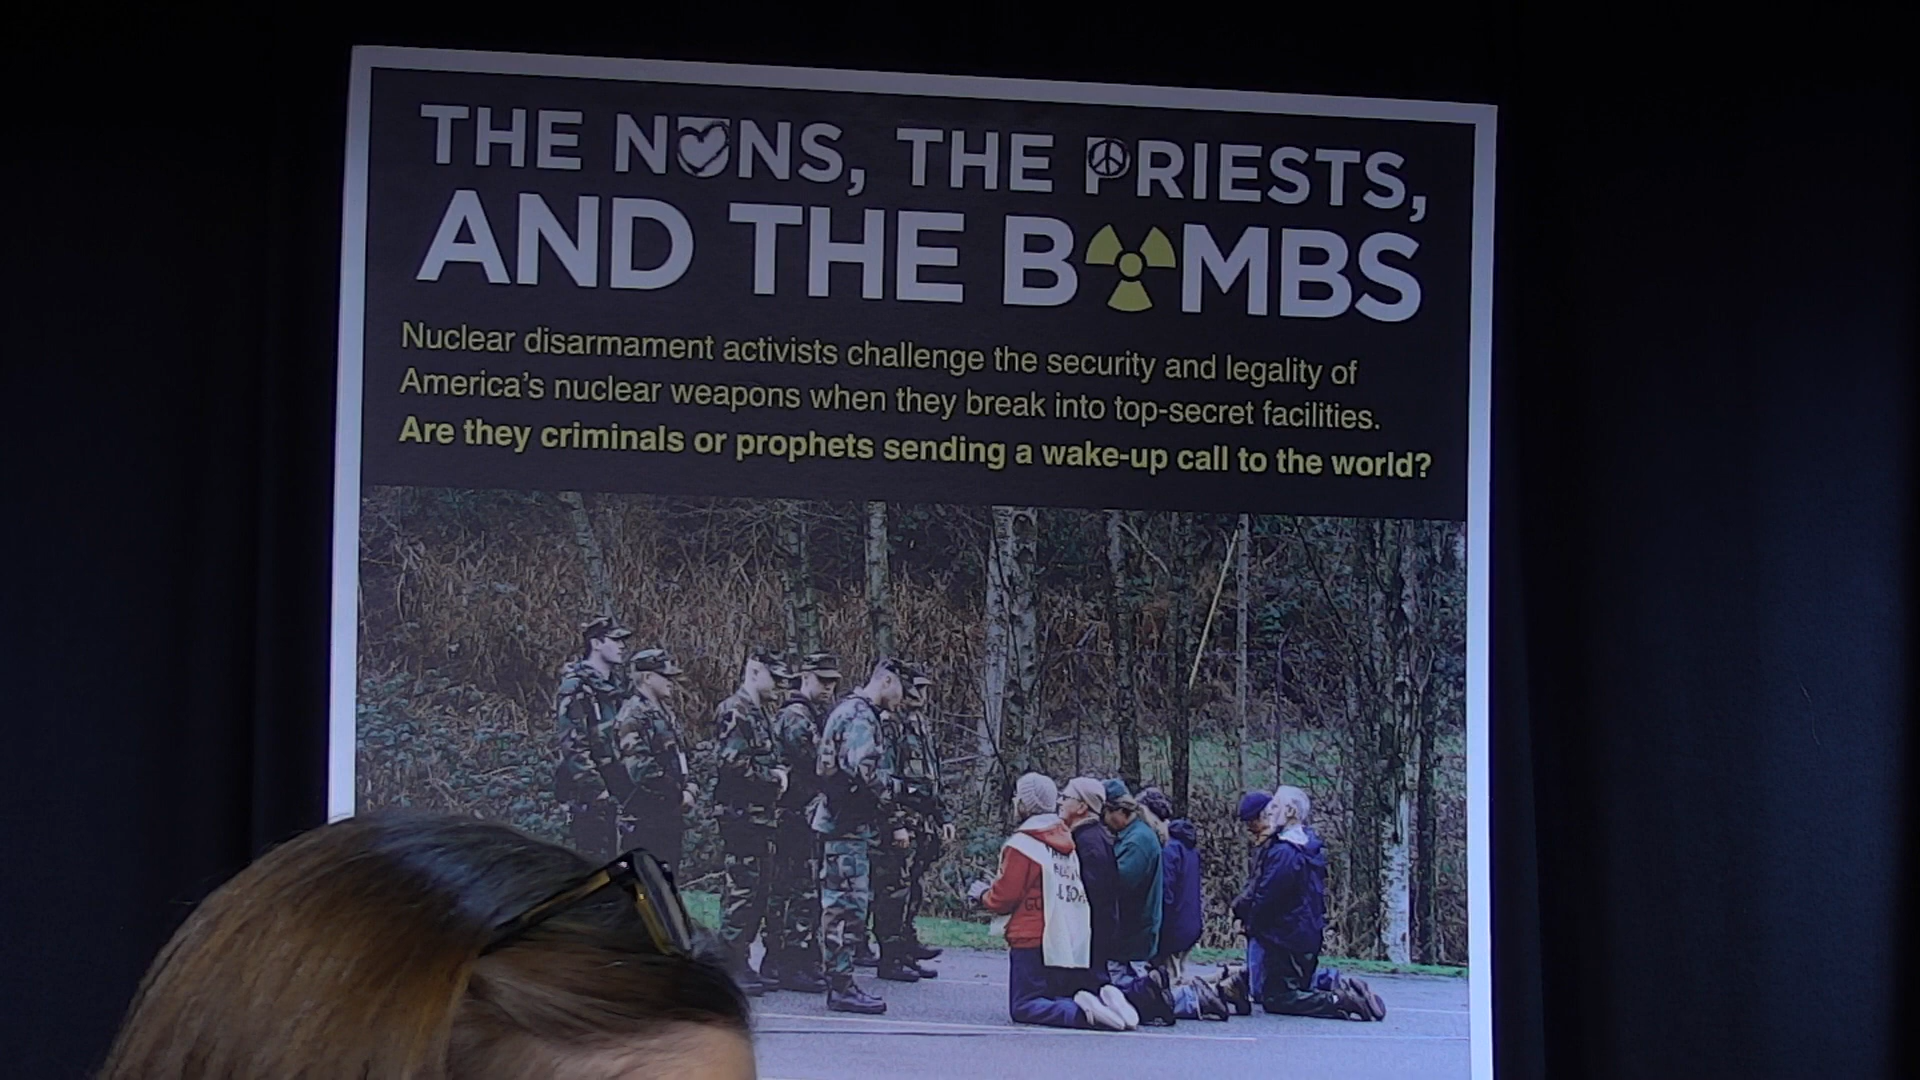 THE NUNS, THE PRIESTS,
AND THE BOMBS
Nuclear disarmament activists challenge the security and legality of
America's nuclear weapons when they break into top-secret facilities.
Are they criminals or prophets sending a wake-up call to the world?